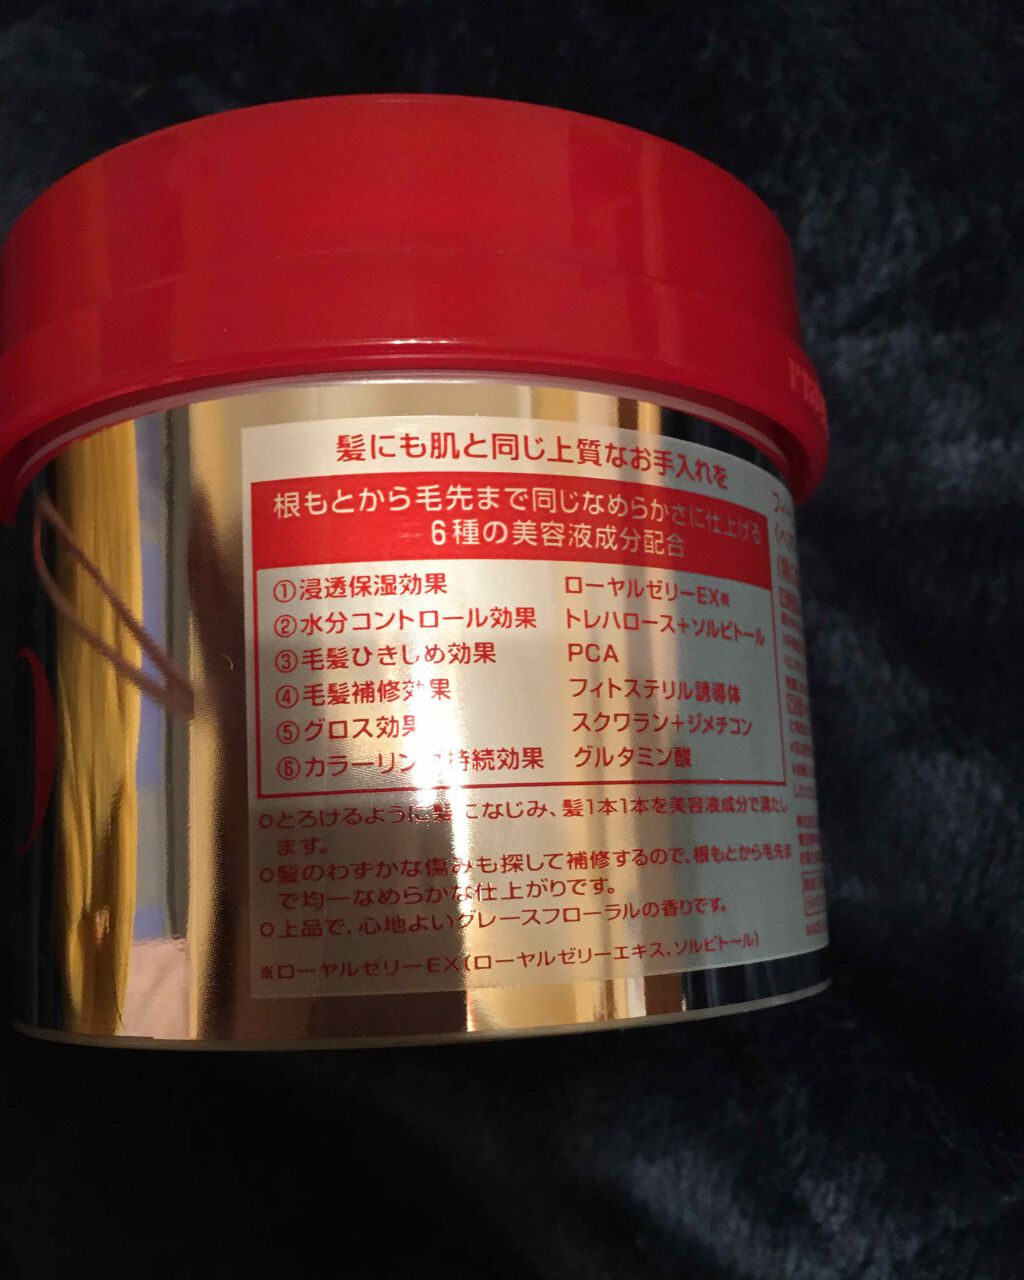 髪にも肌と同じ上質なお手入れを
根もとから毛先まで同じなめらかさに仕上げる
6種の美容液成分配合
①浸透保湿効果 ローヤルゼリーEX※
②水分コントロール効果 トレハロース+ソルビトール
③毛髪ひきしめ効果 PCA
④毛髪補修効果 フィトステリル誘導体
⑤グロス効果 スクワラン+ジメチコン
⑥カラーリング持続効果 グルタミン酸
○とろけるように髪になじみ、髪1本1本を美容液成分で満たし
ます。
○髪のわずかな傷みも探して補修するので、根もとから毛先ま
で均一なめらかな仕上がりです。
○上品で、心地よいグレースフローラルの香りです。
※ローヤルゼリーEX(ローヤルゼリーエキス、ソルビトール)